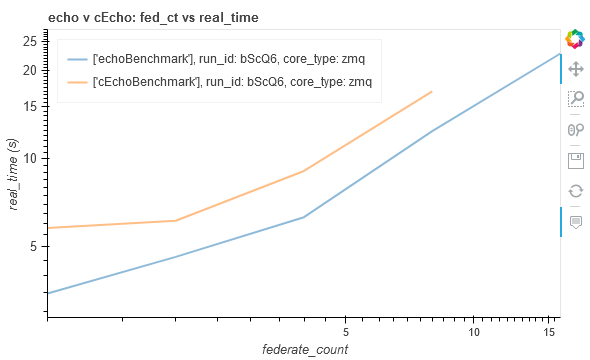 echo v cEcho: fed_ct vs real_time
['echoBenchmark'], run_id: bScQ6, core_type: zmq
['cEchoBenchmark'], run_id: bScQ6, core_type: zmq
25
20
15
10
5
real_time (s)
5
10
15
federate_count